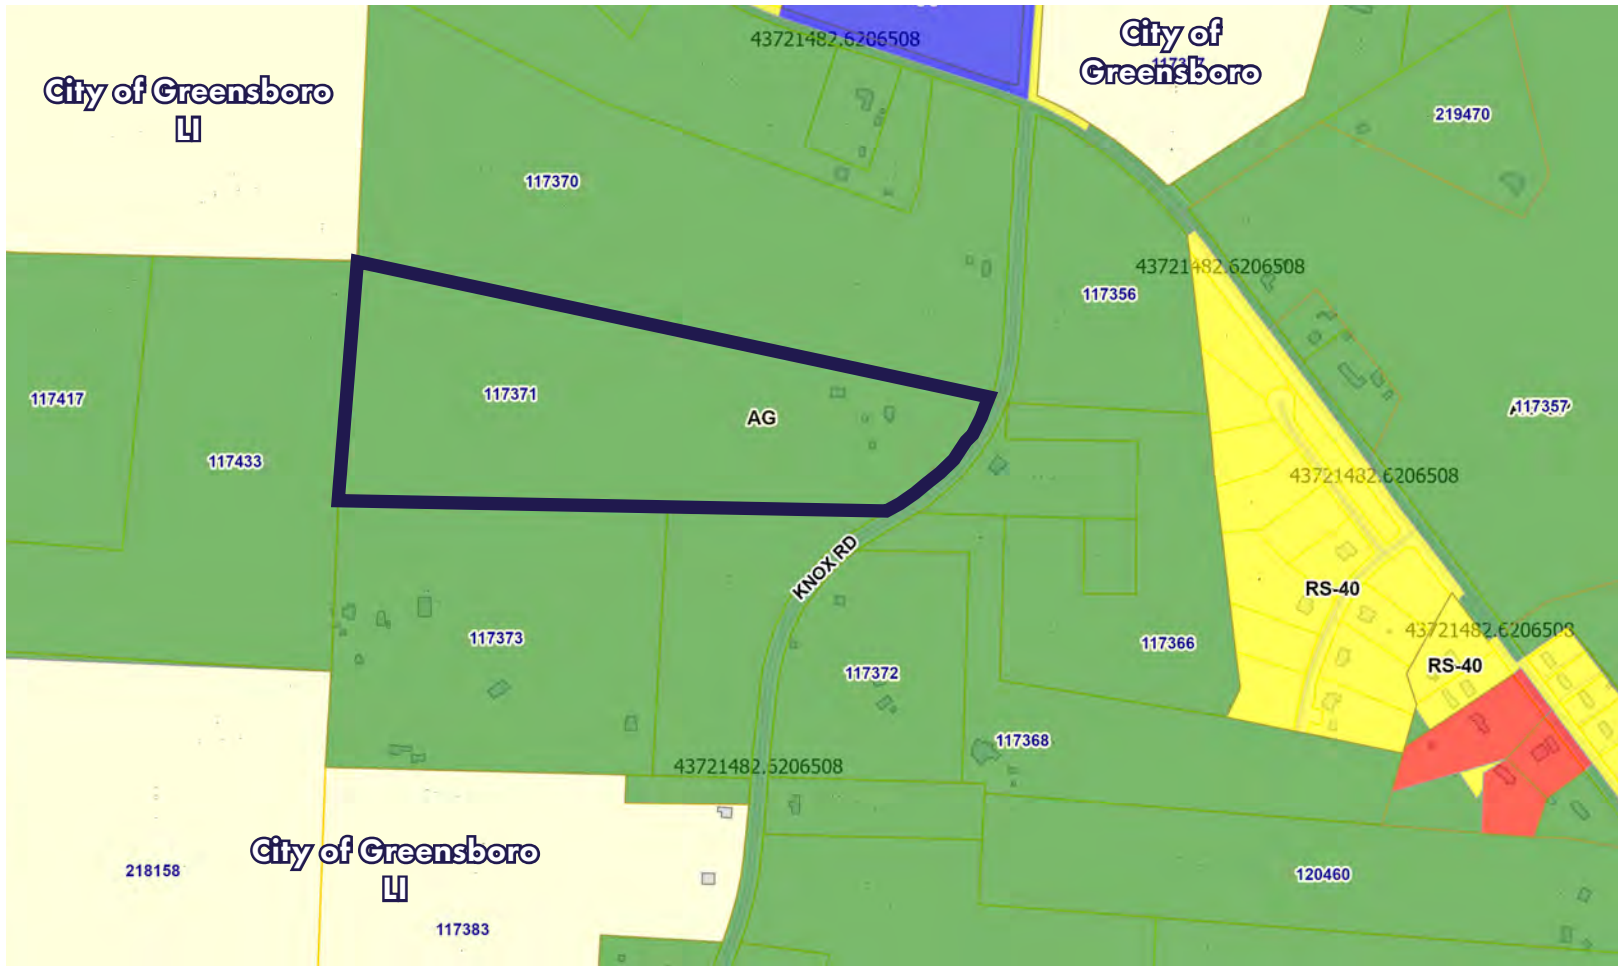 43721482.6206508
City of
Greensboro
City of Greensboro
LI
219470
117370
43721482.6206508
117356
117371
AG
117417
117357
117433
43721482.6206508
KNOX RD
RS-40
43721482.6206508
117373
117366
RS-40
117372
117368
43721482.6206508
City of Greensboro
LI
218158
120460
117383